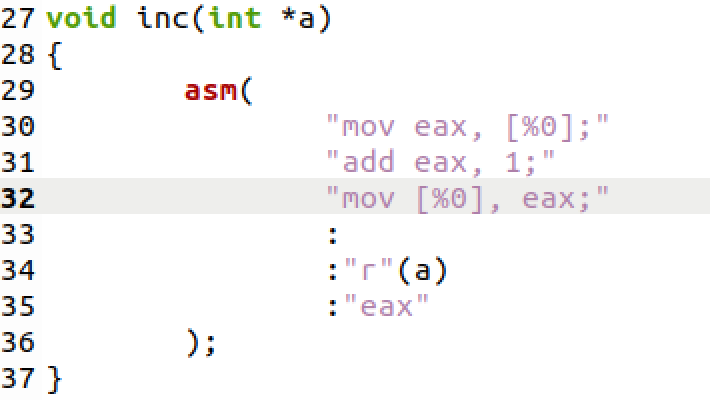 27 void inc(int *a)
28 {
29 asm(
30 "mov eax, [%0];"
31 "add eax, 1;"
32 "mov [%0], eax;"
33 :
34 :"r"(a)
35 :"eax"
36 );
37 }